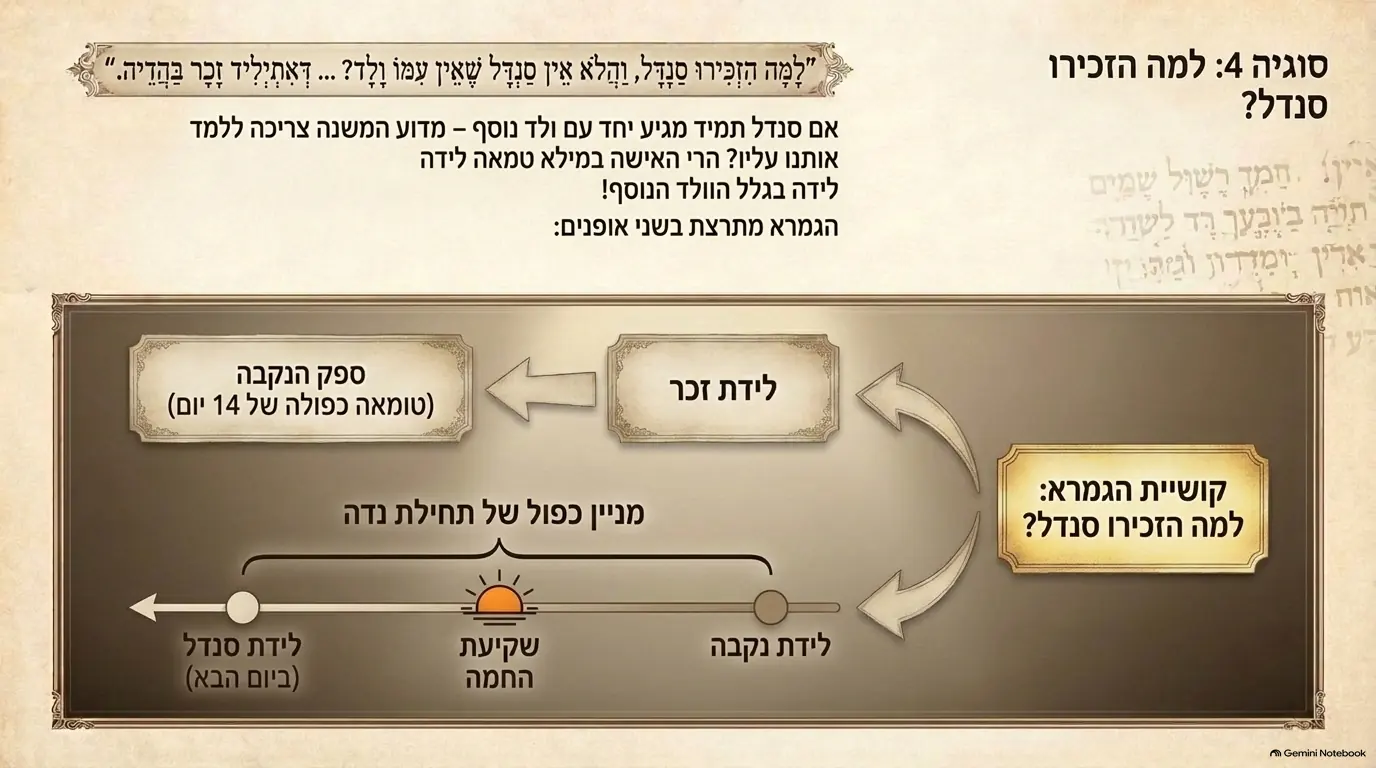 סוגיה 4: למה הזכירו
סנדל?
"לָמָּה הִזְכִּירוּ סַנְדָּל, וַהֲלֹא אֵין סַנְדָּל שֶׁאֵין עִמּוֹ וָלָד? ... דְּאִתְיְלִיד זָכָר בַּהֲדֵיהּ."
אם סנדל תמיד מגיע יחד עם ולד נוסף – מדוע המשנה צריכה ללמד
אותנו עליו? הרי האישה במילא טמאה לידה
לידה בגלל הוולד הנוסף!
הגמרא מתרצת בשני אופנים:
קושיית הגמרא:
למה הזכירו סנדל?
לידת זכר
ספק הנקבה
(טומאה כפולה של 14 יום)
מניין כפול של תחילת נדה
לידת נקבה
שקיעת
החמה
לידת סנדל
(ביום הבא)
Gemini Notebook